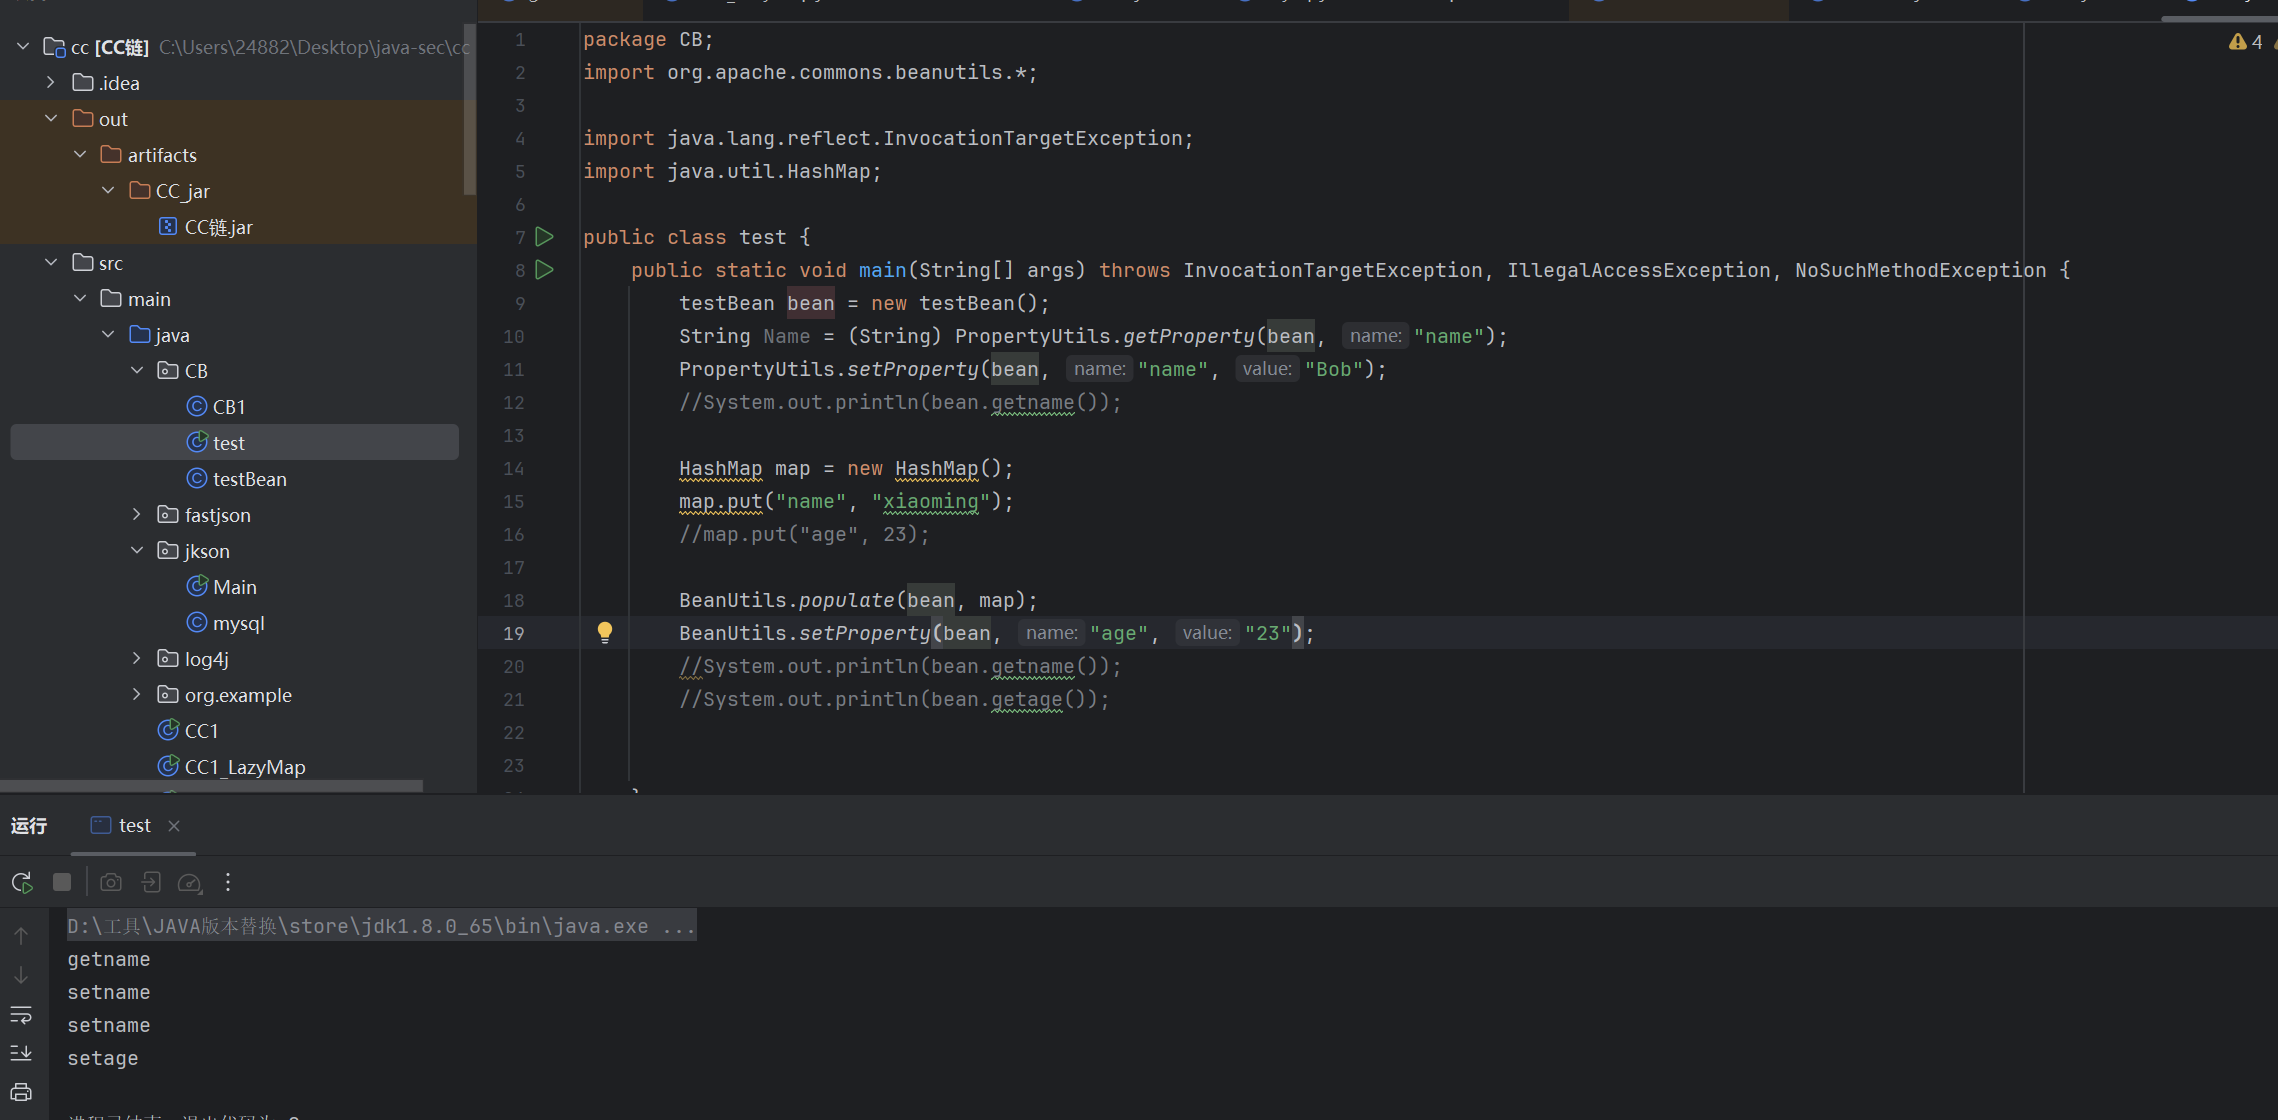 cc [CC链] C:\Users\24882\Desktop\java-sec\cc
.idea
out
artifacts
CC_jar
CC链.jar
src
main
java
CB
CB1
test
testBean
fastjson
jkson
Main
mysql
log4j
org.example
CC1
CC1_LazyMap
4
1 package CB;
2 import org.apache.commons.beanutils.*;
3
4 import java.lang.reflect.InvocationTargetException;
5 import java.util.HashMap;
6
7 public class test {
8 public static void main(String[] args) throws InvocationTargetException, IllegalAccessException, NoSuchMethodException {
9 testBean bean = new testBean();
10 String Name = (String) PropertyUtils.getProperty(bean, name: "name");
11 PropertyUtils.setProperty(bean, name: "name", value: "Bob");
12 //System.out.println(bean.getname());
13
14 HashMap map = new HashMap();
15 map.put("name", "xiaoming");
16 //map.put("age", 23);
17
18 BeanUtils.populate(bean, map);
19 BeanUtils.setProperty(bean, name: "age", value: "23");
20 //System.out.println(bean.getname());
21 //System.out.println(bean.getage());
22
23
运行 test
D:\工具\JAVA版本替换\store\jdk1.8.0_65\bin\java.exe ...
getname
setname
setname
setage